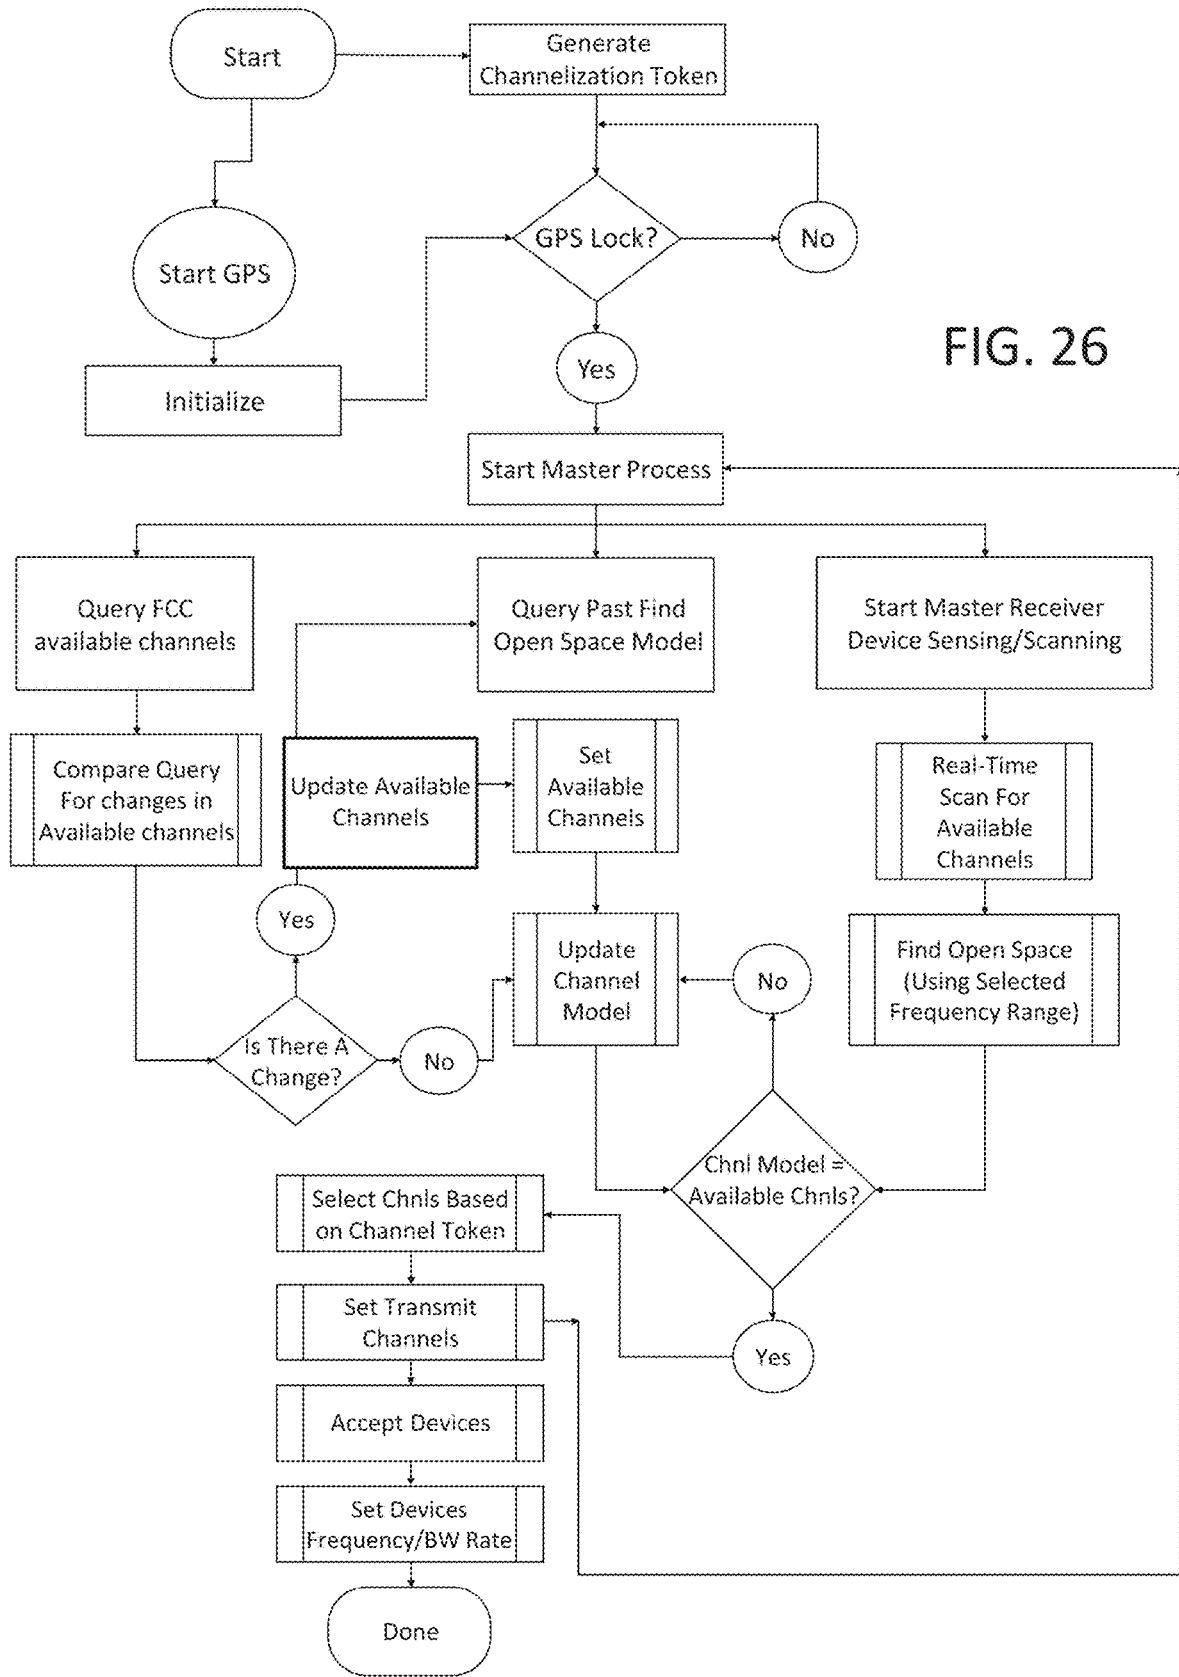 Start
Generate
Channelization Token
GPS Lock?
No
Start GPS
FIG. 26
Yes
Initialize
Start Master Process
Query FCC
available channels
Query Past Find
Open Space Model
Start Master Receiver
Device Sensing/Scanning
Compare Query
For changes in
Available channels
Update Available
Channels
Set
Available
Channels
Real-Time
Scan For
Available
Channels
Yes
Update
Channel
Model
No
Find Open Space
(Using Selected
Frequency Range)
Is There A
Change?
No
Chnl Model =
Available Chnls?
Select Chnls Based
on Channel Token
Set Transmit
Channels
Yes
Accept Devices
Set Devices
Frequency/BW Rate
Done